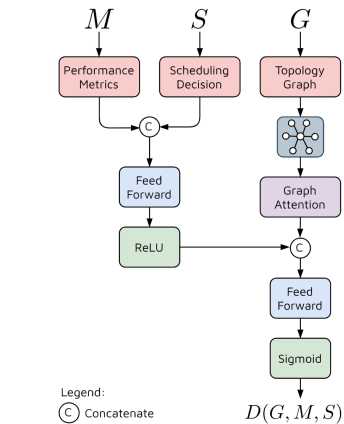 M S G
Performance
Metrics
Scheduling
Decision
Topology
Graph
C
Feed
Forward
Graph
Attention
ReLU
C
Feed
Forward
Sigmoid
Legend:
C Concatenate
D(G, M, S)